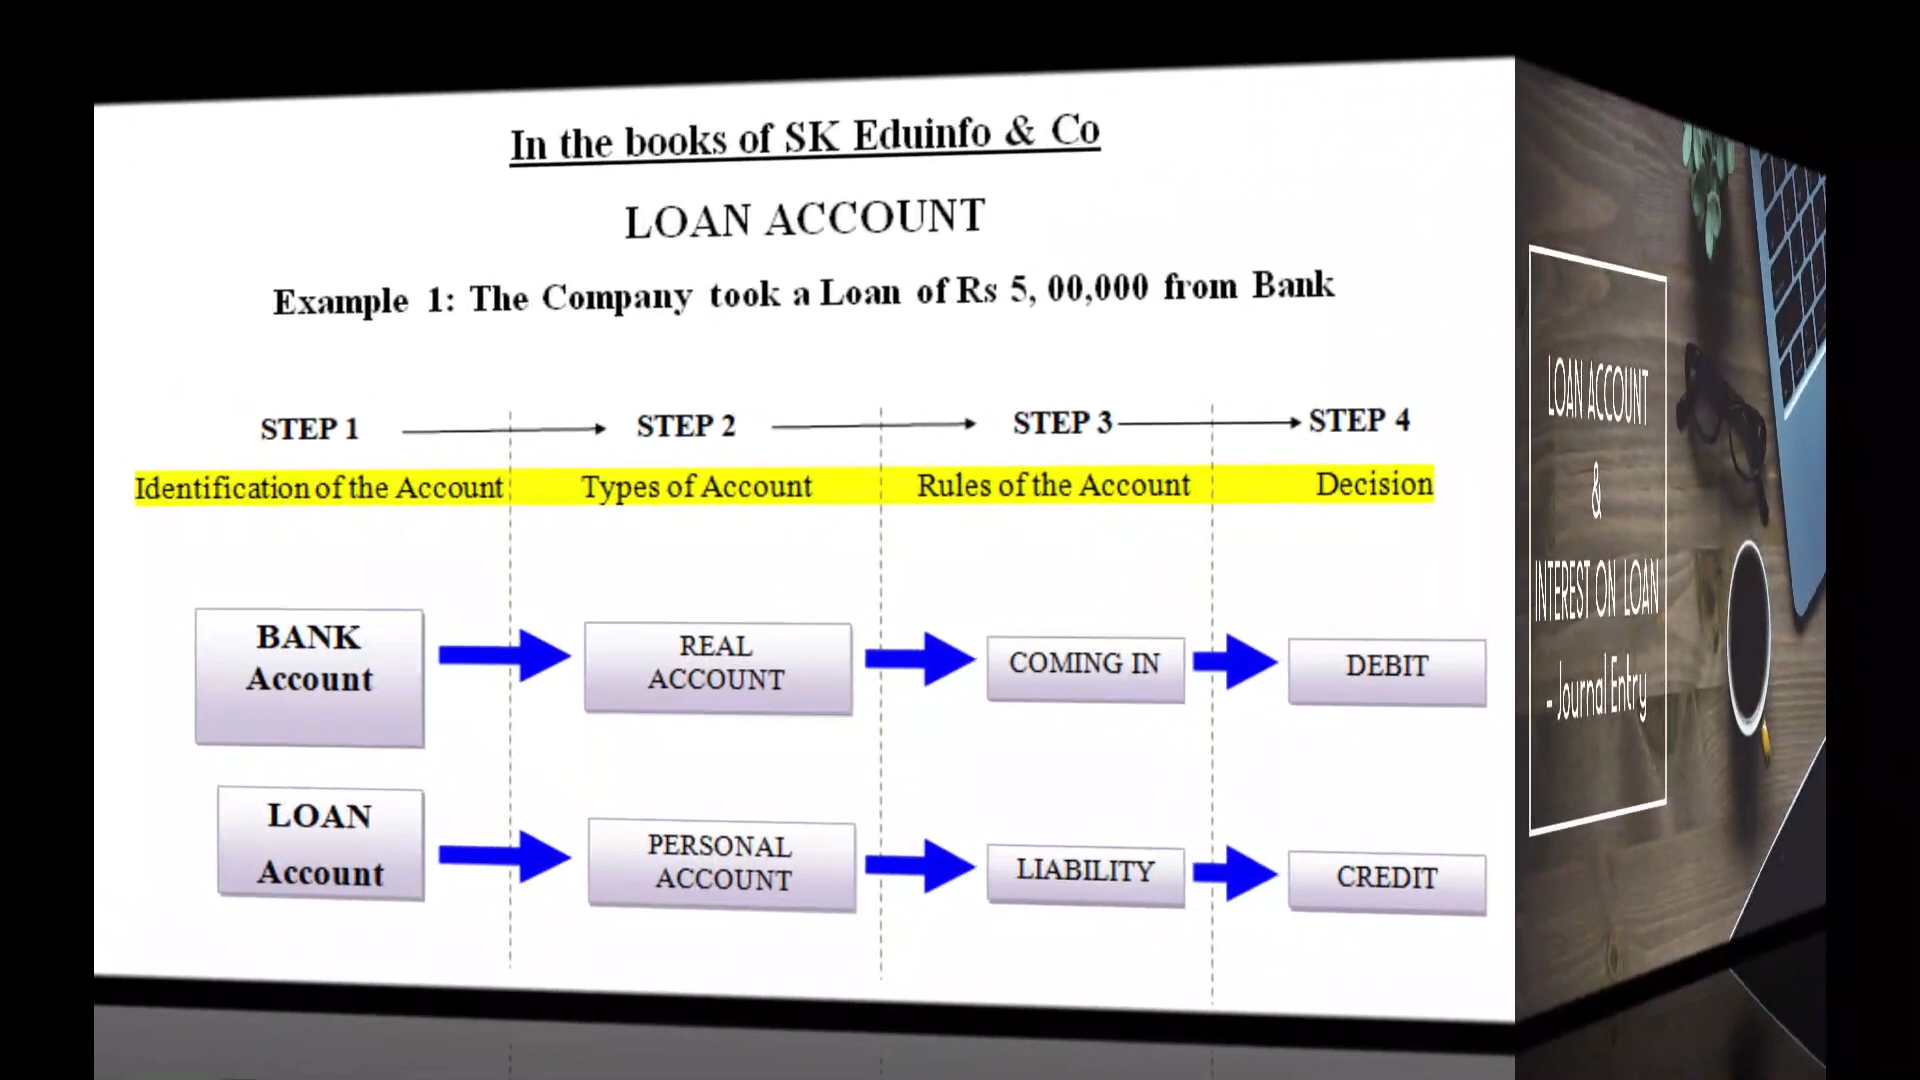 In the books of SK Eduinfo & Co
LOAN ACCOUNT
Example 1: The Company took a Loan of Rs 5, 00,000 from Bank
STEP 1 STEP 2 STEP 3 STEP 4
Identification of the Account Types of Account Rules of the Account Decision
BANK
Account
REAL
ACCOUNT
COMING IN
DEBIT
LOAN
Account
PERSONAL
ACCOUNT
LIABILITY
CREDIT
LOAN ACCOUNT
&
INTEREST ON LOAN
- Journal Entry